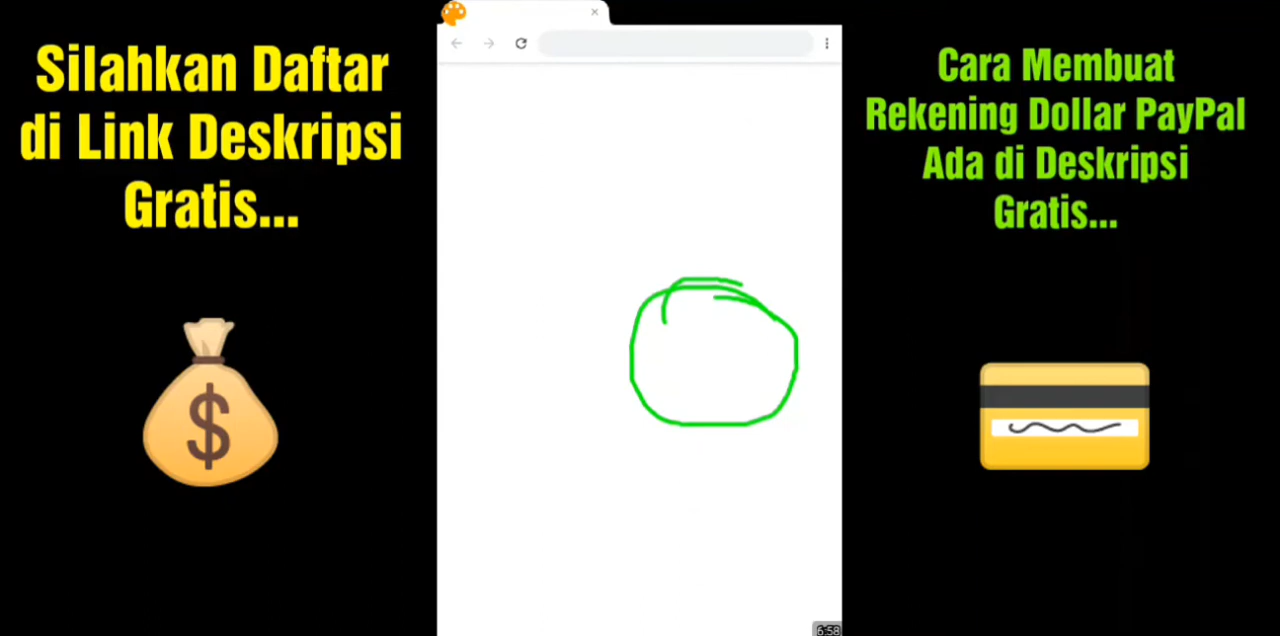 Silahkan Daftar
di Link Deskripsi
Gratis...
Cara Membuat
Rekening Dollar PayPal
Ada di Deskripsi
Gratis...
6:58